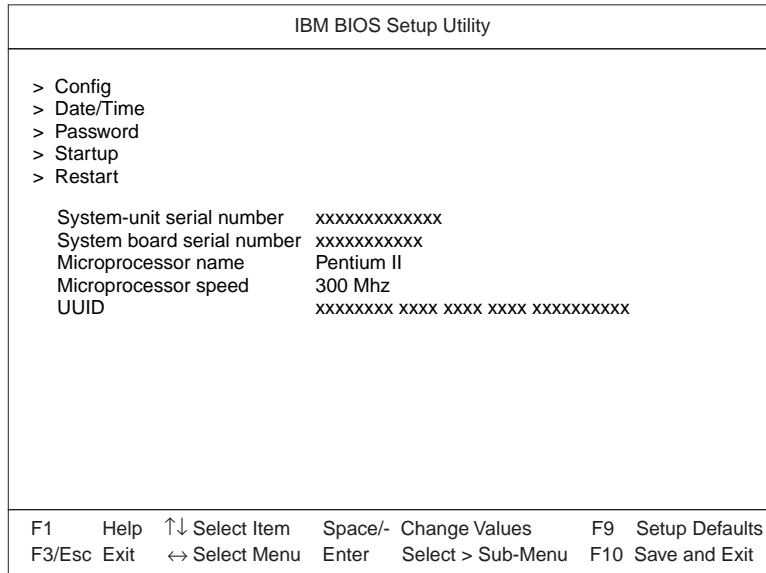 IBM BIOS Setup Utility
> Config
> Date/Time
> Password
> Startup
> Restart
System-unit serial number xxxxxxxxxxxxx
System board serial number xxxxxxxxxxx
Microprocessor name Pentium II
Microprocessor speed 300 Mhz
UUID xxxxxxxx xxxx xxxx xxxx xxxxxxxxxx
F1 Help ↑↓ Select Item Space/- Change Values F9 Setup Defaults
F3/Esc Exit ↔ Select Menu Enter Select > Sub-Menu F10 Save and Exit